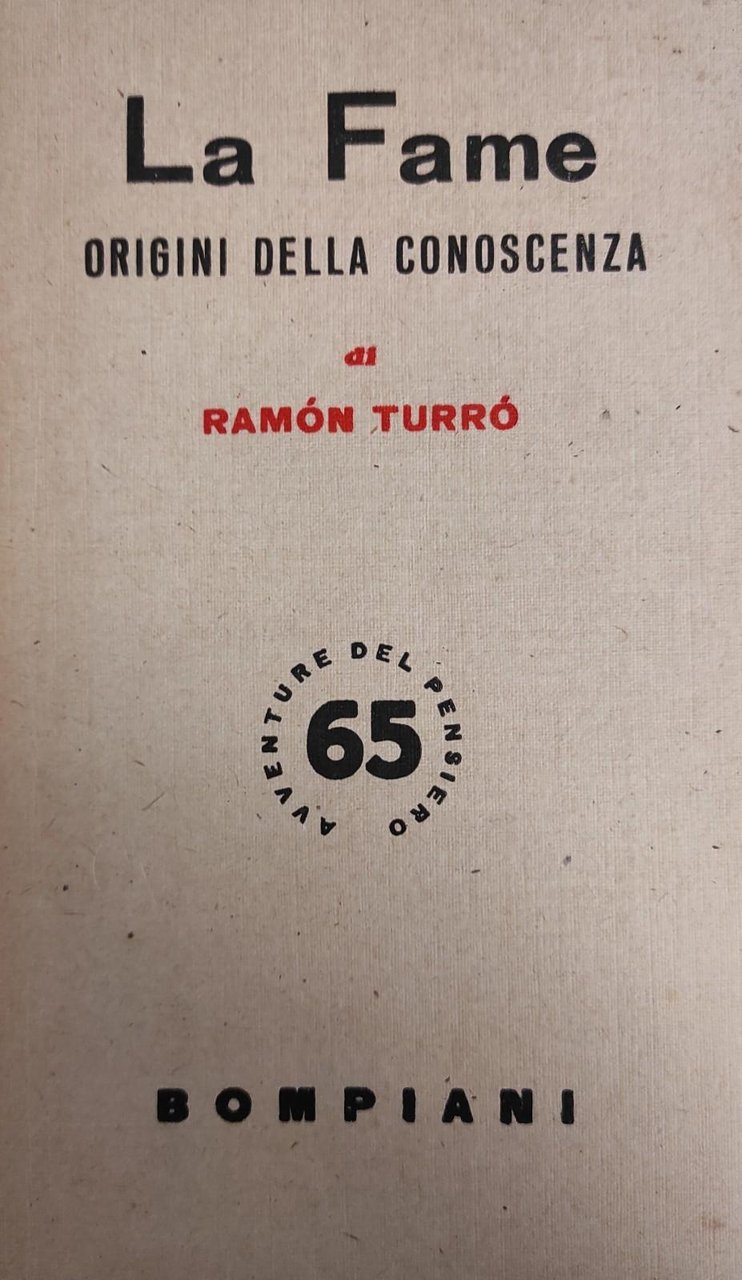 La Fame
ORIGINI DELLA CONOSCENZA
di
RAMÓN TURRÓ
AVVENTURE DEL PENSIERO
65
BOMPIANI